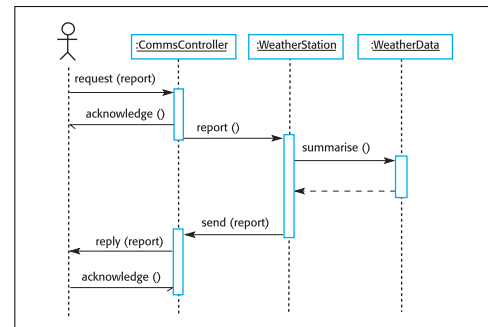 :CommsController :WeatherStation :WeatherData
request (report)
acknowledge ()
report ()
summarise ()
send (report)
reply (report)
acknowledge ()